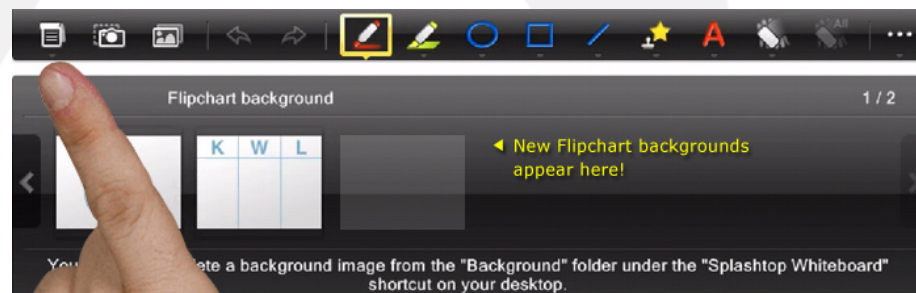 All
Flipchart background
1 / 2
K W L
New Flipchart backgrounds
appear here!
You ete a background image from the "Background" folder under the "Splashtop Whiteboard"
shortcut on your desktop.